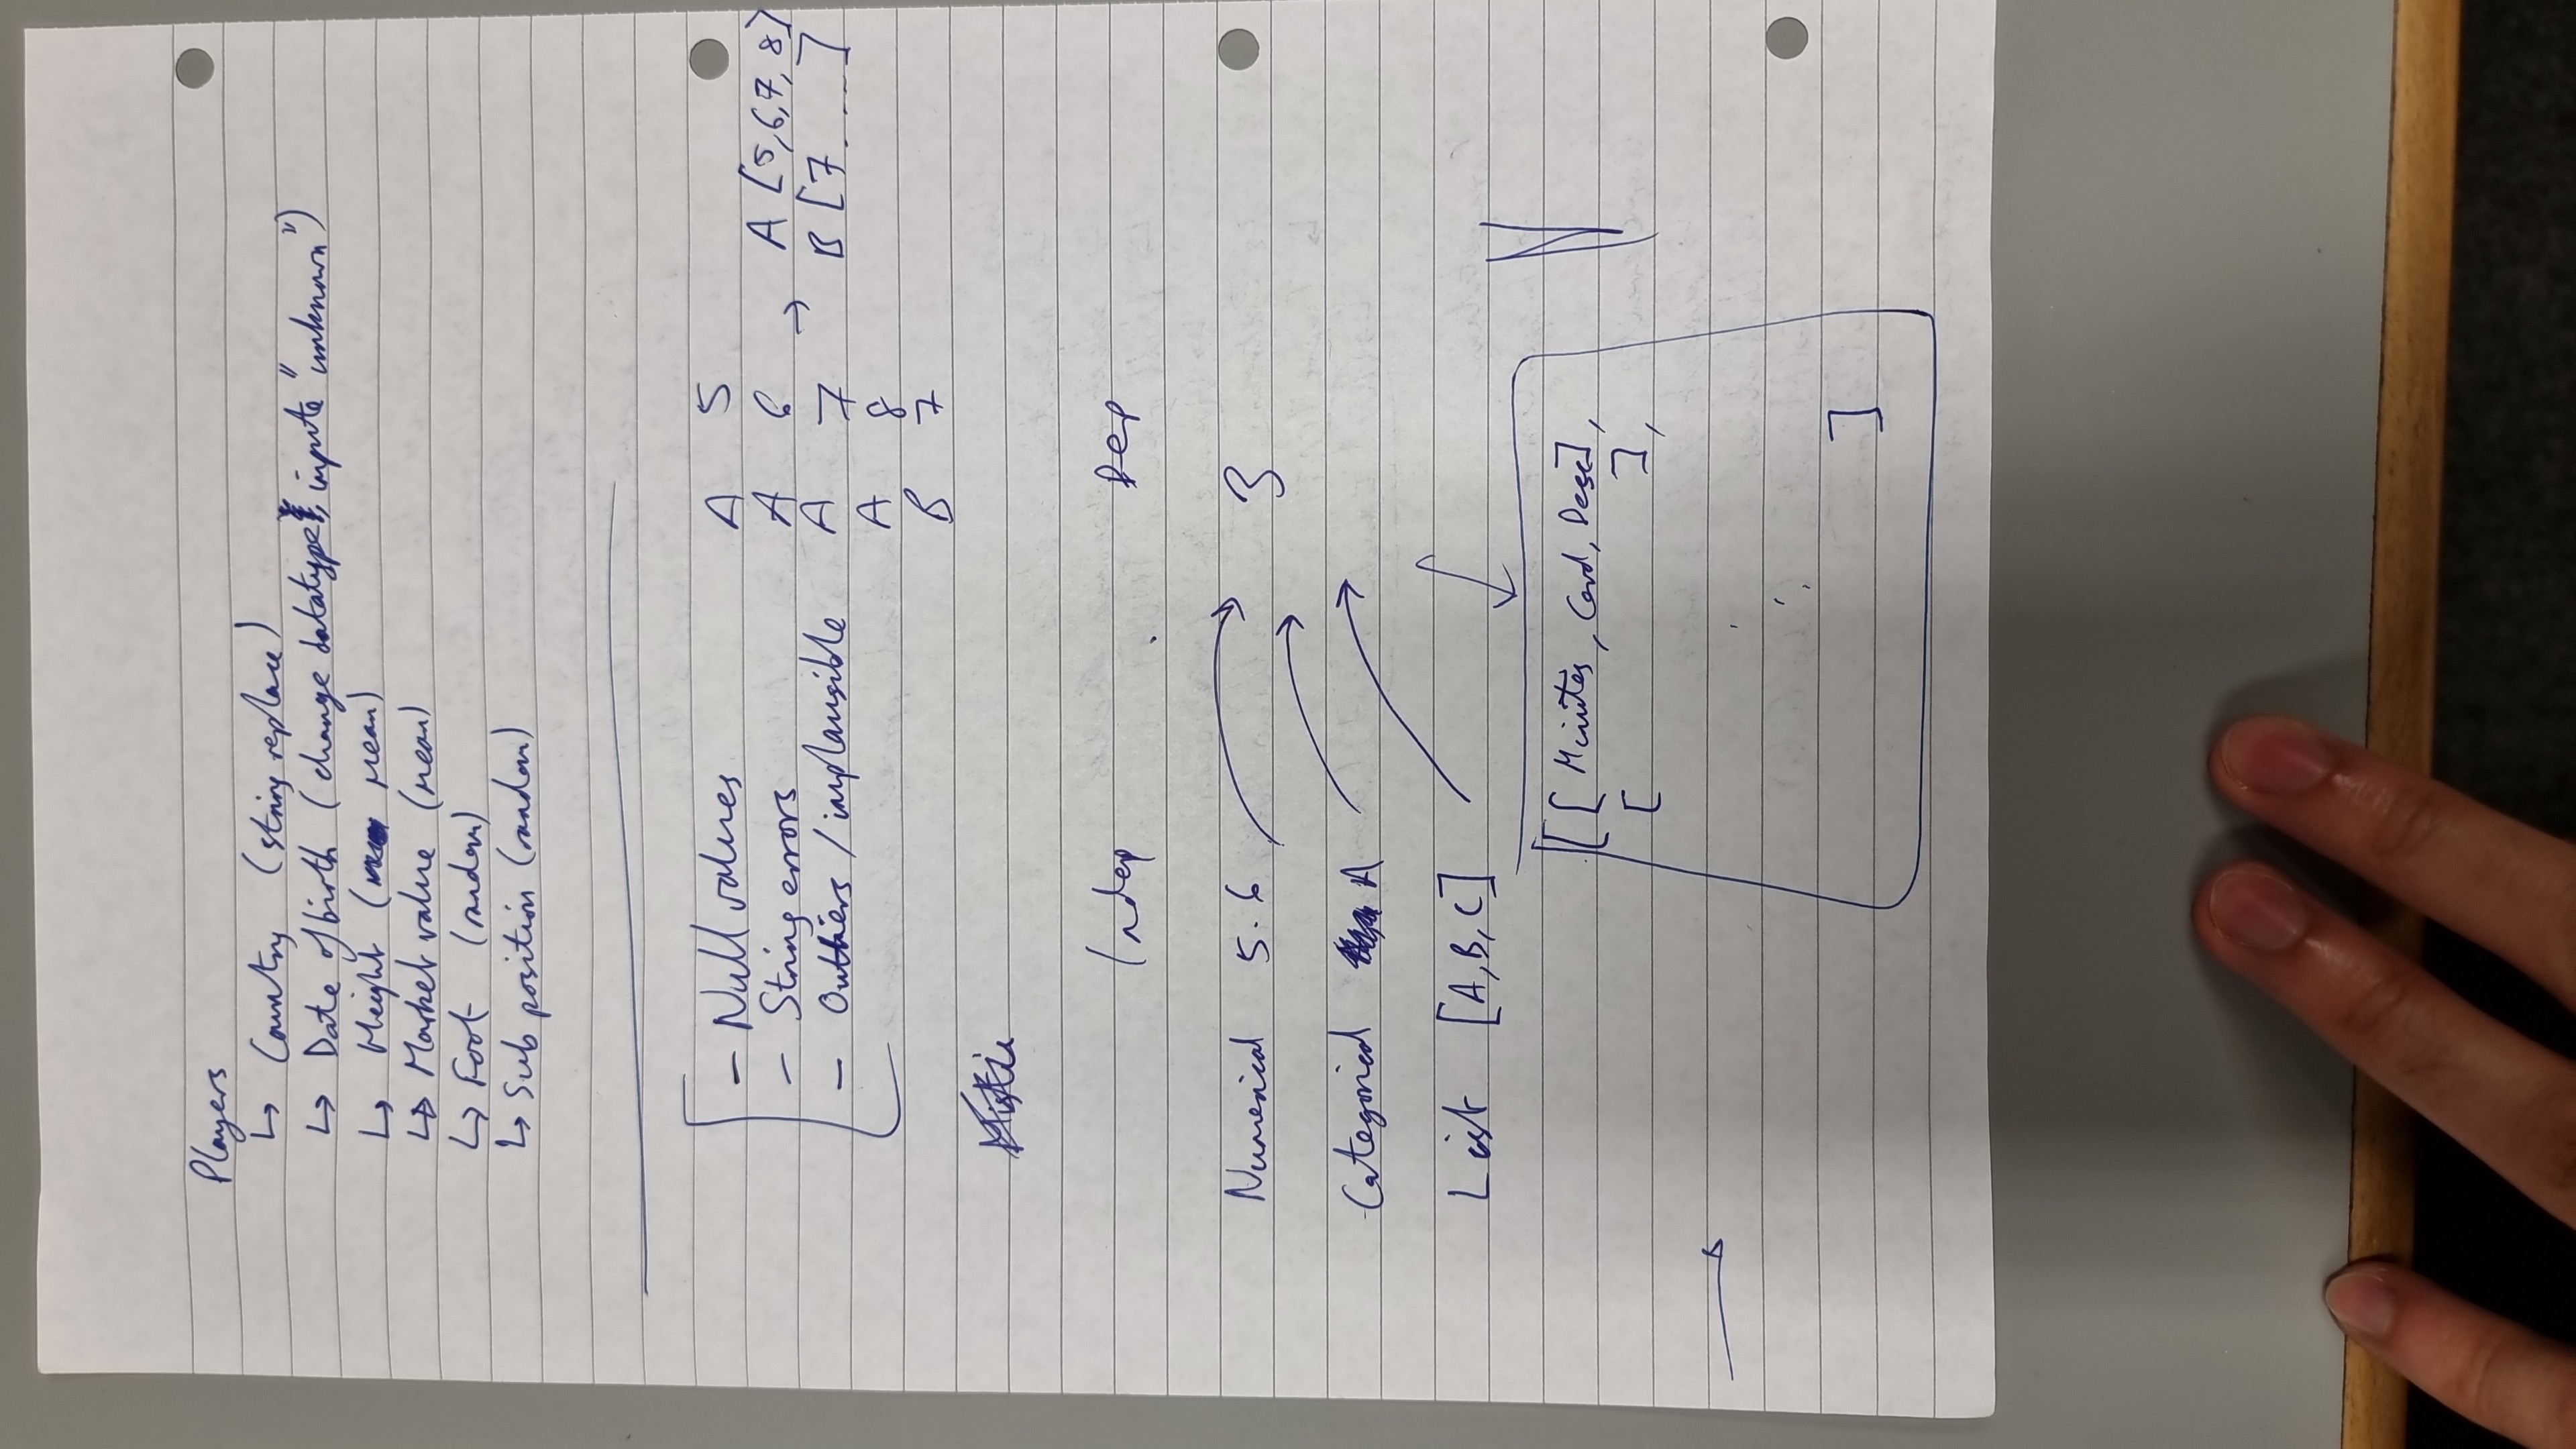 Players
↳ Country (string replace)
↳ Date of birth (change datatype, impute "unknown")
↳ Height (Mean)
↳ Market value (mean)
↳ Foot (random)
↳ Sub position (random)
- Null values A 5
- String errors A 6 → A [5,6,7,8]
- Outliers / implausible A 7 B [7 ....]
A 8
B 7
Indep Dep
Numerical 5.6 3
Categorical A
List [A,B,C]
[[Minutes, Card, Desc],
[ ],
]